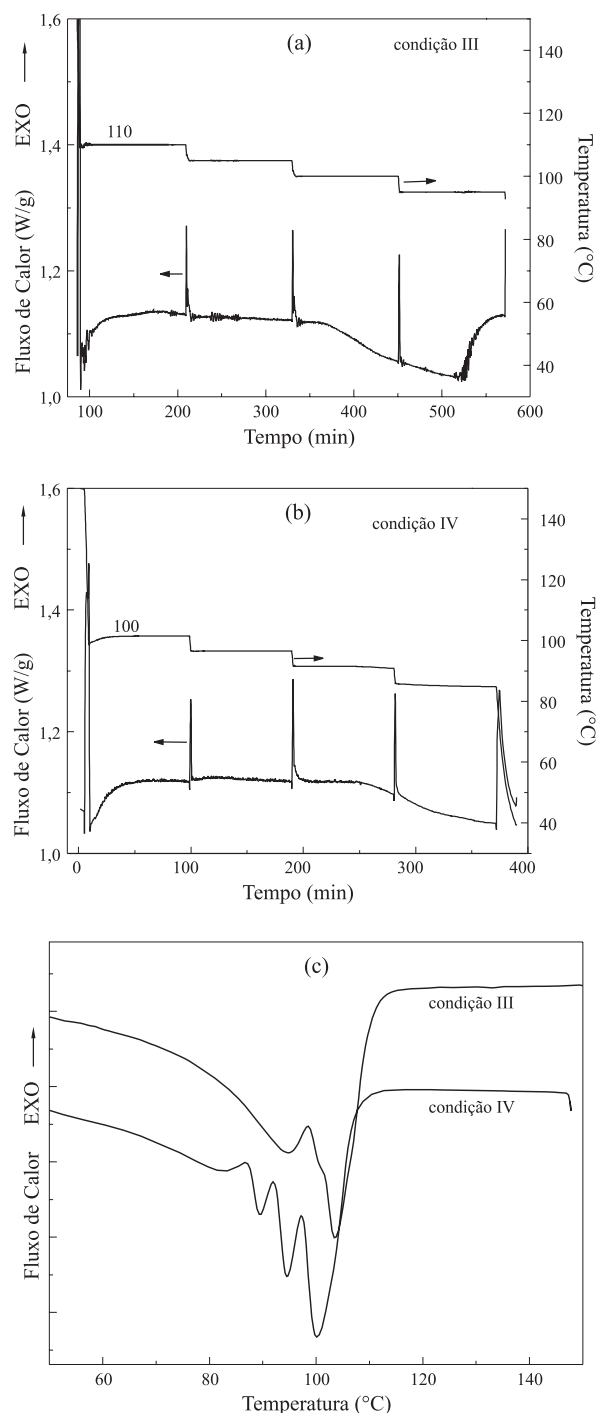 (a)
condição III
1,6
1,4
1,2
1,0
EXO
Fluxo de Calor (W/g)
110
140
120
100
80
60
40
Temperatura (°C)
100
200
300
400
500
600
Tempo (min)
(b)
condição IV
1,6
1,4
1,2
1,0
EXO
Fluxo de Calor (W/g)
100
140
120
100
80
60
40
Temperatura (°C)
0
100
200
300
400
Tempo (min)
(c)
condição III
condição IV
EXO
Fluxo de Calor
60
80
100
120
140
Temperatura (°C)